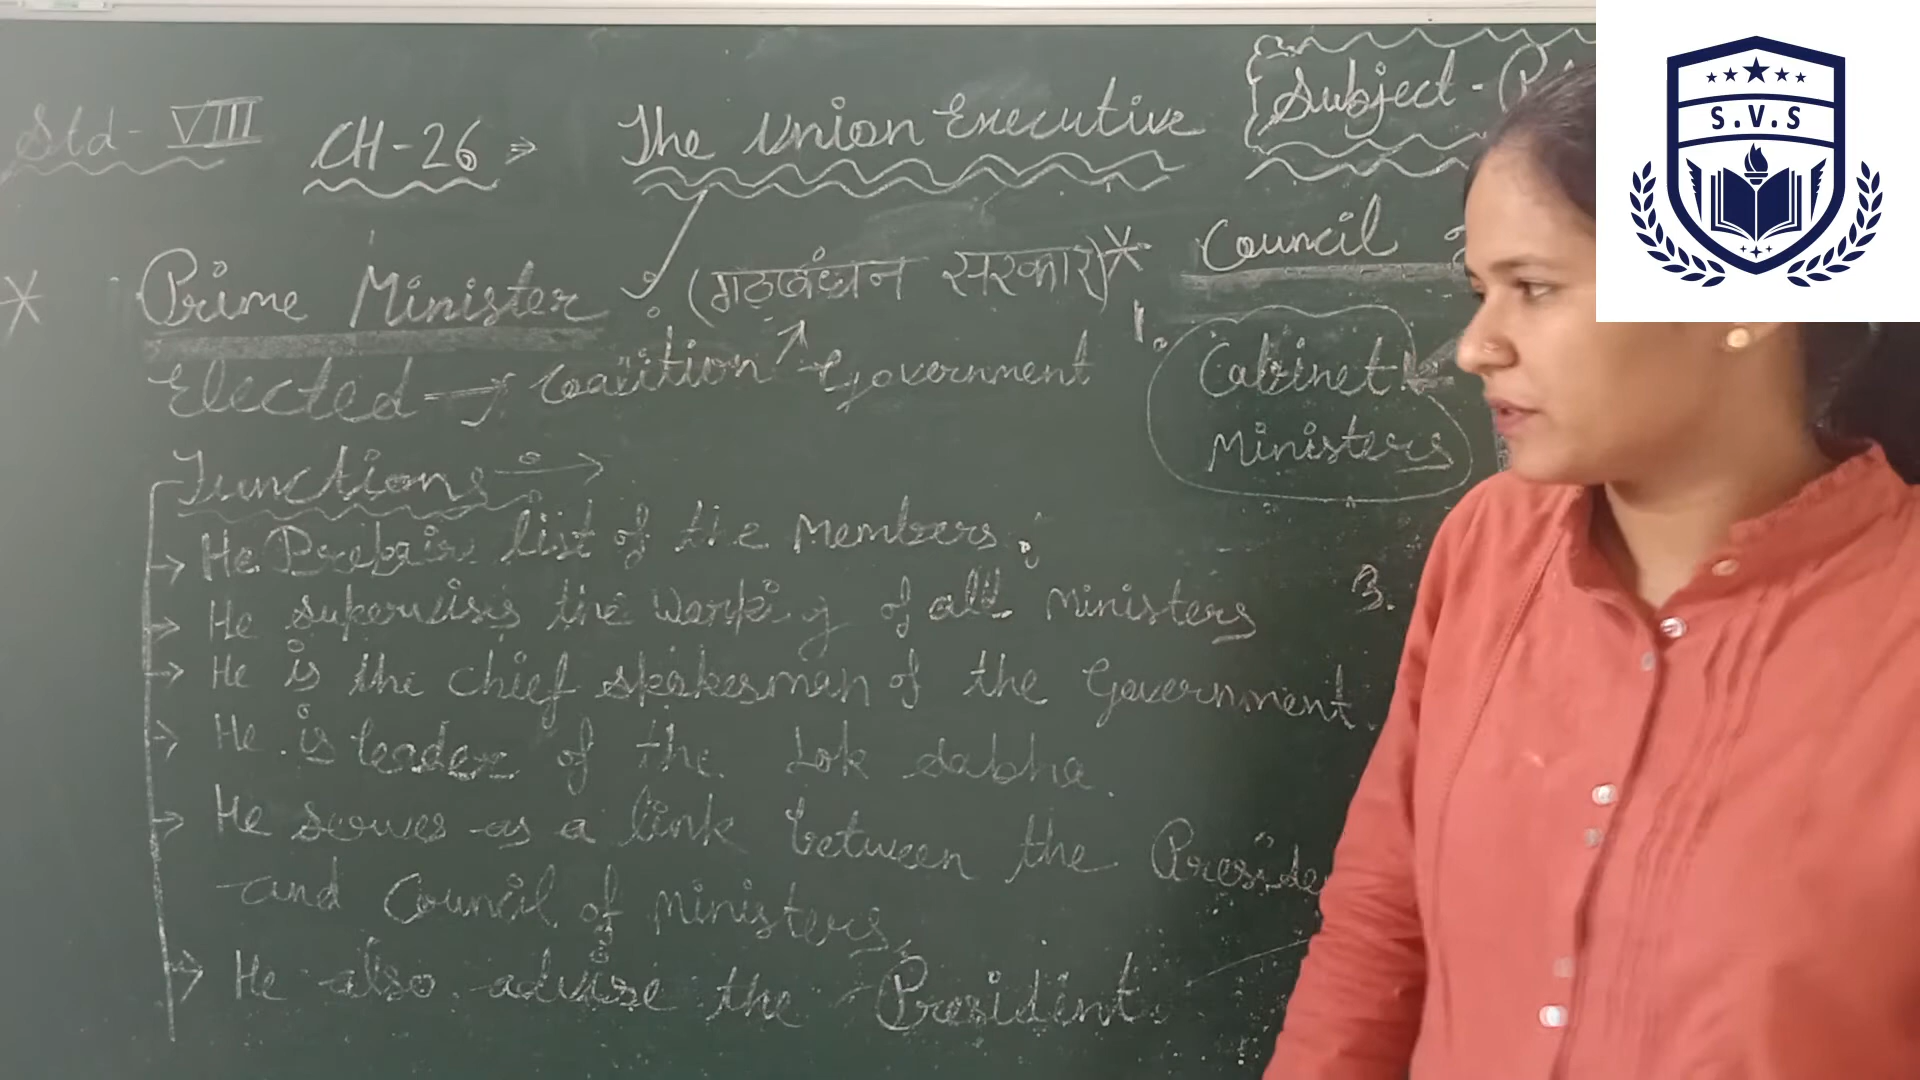 Std- VIII
CH-26 →
The Union Executive
Subject -
* Prime Minister
(गठबंधन सरकार)
* Council
Elected → Coalition Government
1. Cabinet
Ministers
Functions →
→ He Prepair list of the Members.
→ He supervises the working of all Ministers
3.
→ He is the chief spokesman of the Government.
→ He is leader of the Lok sabha.
→ He serves as a link between the
and Council of Ministers.
→ He also advise the President.
S.V.S